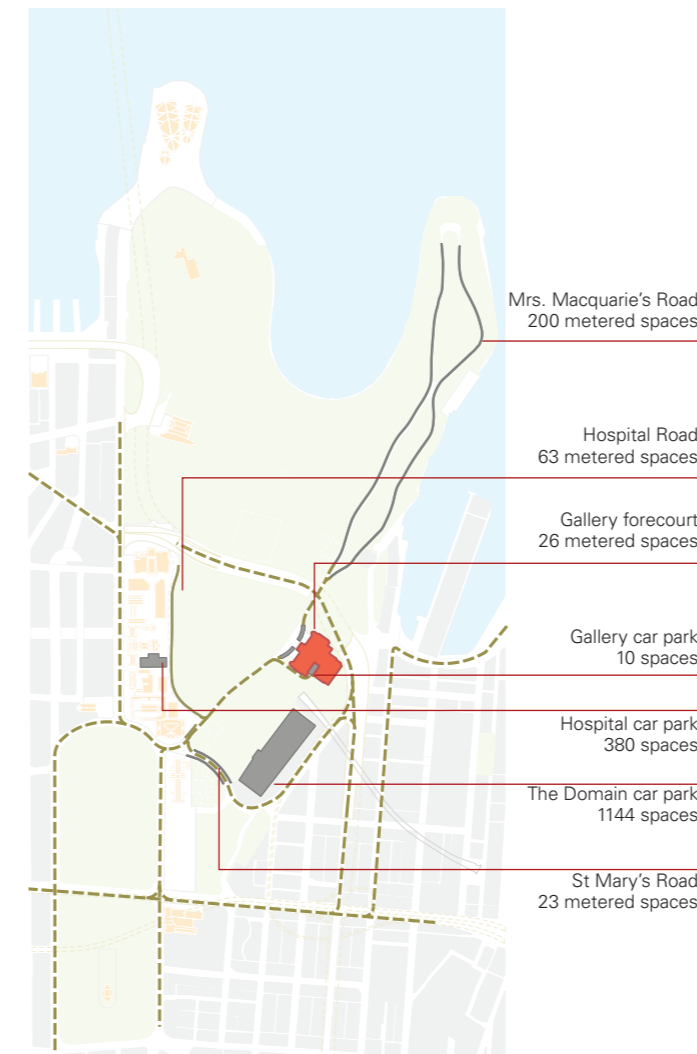 Mrs. Macquarie's Road
200 metered spaces
Hospital Road
63 metered spaces
Gallery forecourt
26 metered spaces
Gallery car park
10 spaces
Hospital car park
380 spaces
The Domain car park
1144 spaces
St Mary's Road
23 metered spaces